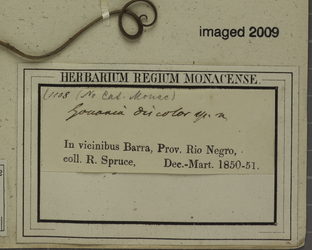 imaged 2009
HERBARIUM REGIUM MONACENSE.
(1108 (No Cat. Monac)
Gouania discolor sp. n
In vicinibus Barra, Prov. Rio Negro,
coll. R. Spruce, Dec.-Mart. 1850-51.